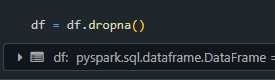 df = df.dropna()
df: pyspark.sql.dataframe.DataFrame =